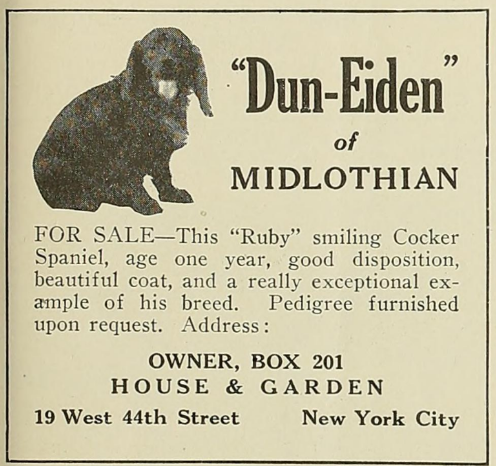 "Dun-Eiden"
of
MIDLOTHIAN
FOR SALE—This "Ruby" smiling Cocker
Spaniel, age one year, good disposition,
beautiful coat, and a really exceptional ex-
ample of his breed. Pedigree furnished
upon request. Address:
OWNER, BOX 201
HOUSE & GARDEN
19 West 44th Street New York City